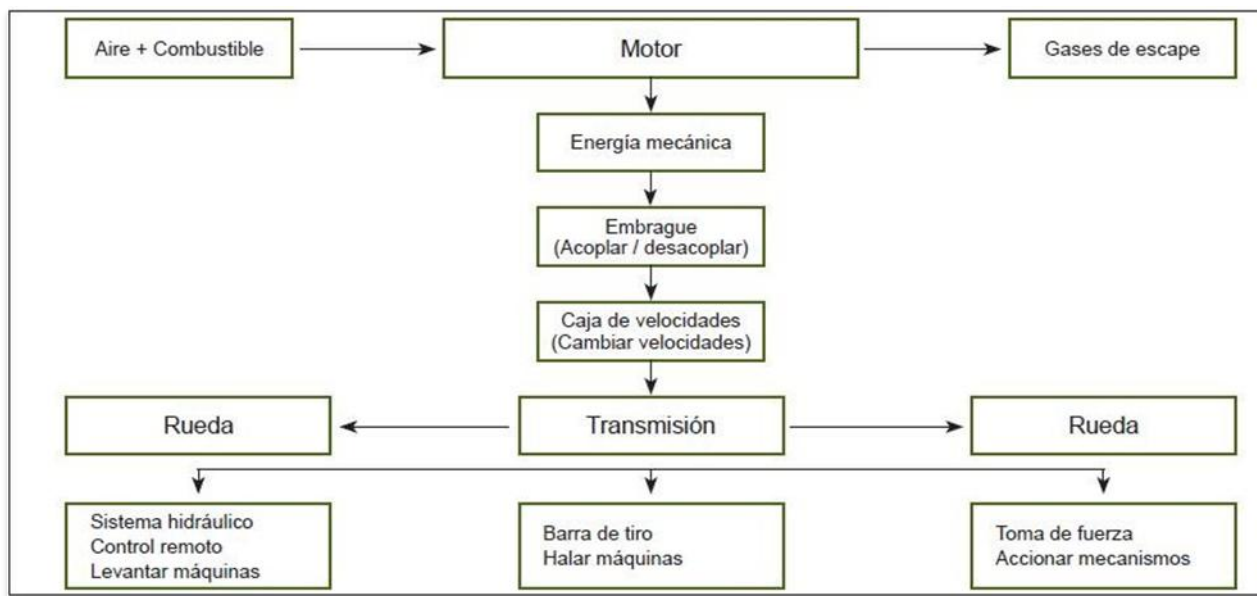 Aire + Combustible
Motor
Gases de escape
Energía mecánica
Embrague
(Acoplar / desacoplar)
Caja de velocidades
(Cambiar velocidades)
Rueda
Transmisión
Rueda
Sistema hidráulico
Control remoto
Levantar máquinas
Barra de tiro
Halar máquinas
Toma de fuerza
Accionar mecanismos